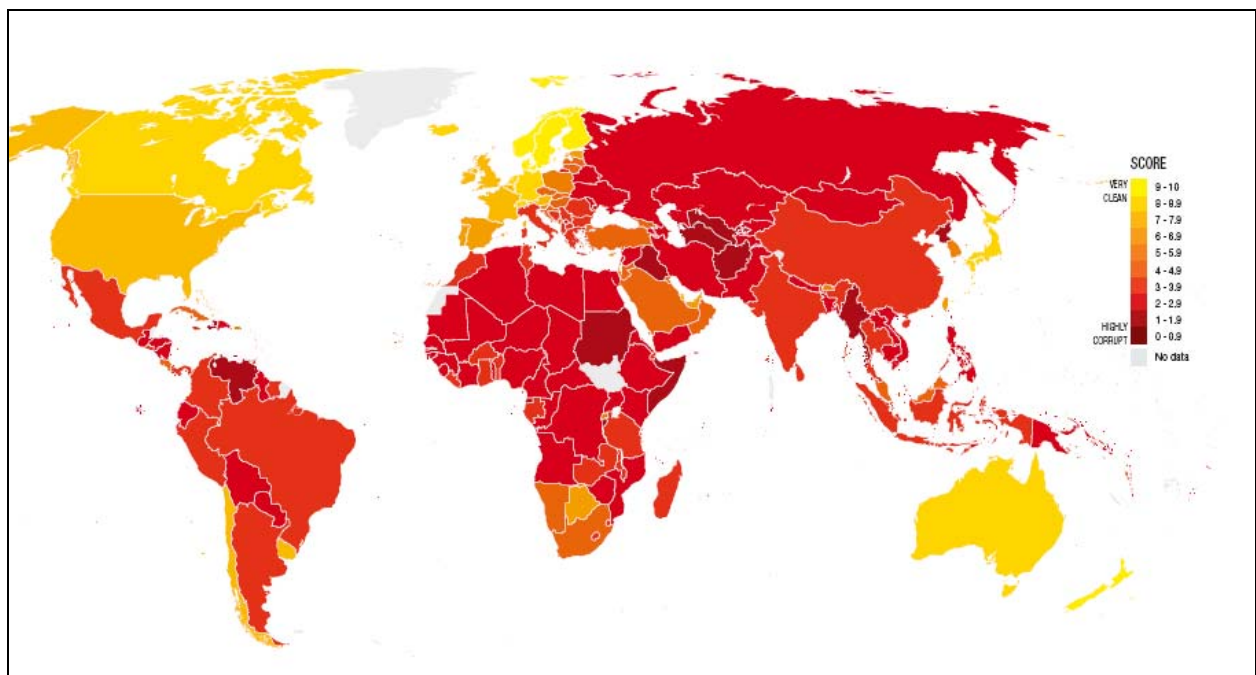 SCORE
VERY
CLEAN
9 - 10
8 - 8.9
7 - 7.9
6 - 6.9
5 - 5.9
4 - 4.9
3 - 3.9
2 - 2.9
1 - 1.9
HIGHLY
CORRUPT
0 - 0.9
No data